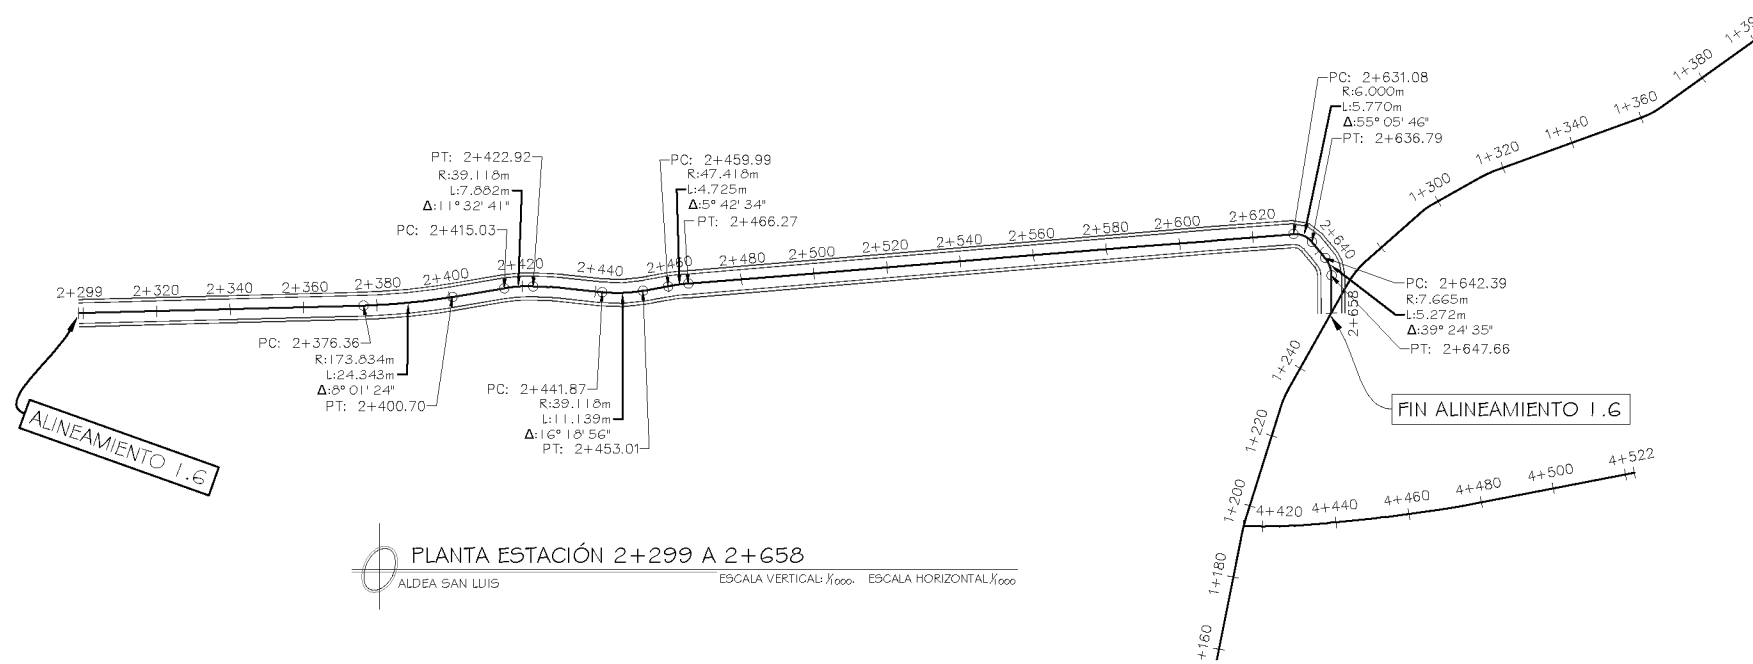 1+39
1+380
1+360
1+340
1+320
1+300
PC: 2+631.08
R:6.000m
L:5.770m
Δ:55° 05' 46"
PT: 2+636.79
PT: 2+422.92
R:39.118m
L:7.882m
Δ:11° 32' 41"
PC: 2+415.03
PC: 2+459.99
R:47.418m
L:4.725m
Δ:5° 42' 34"
PT: 2+466.27
2+299
2+320
2+340
2+360
2+380
2+400
2+420
2+440
2+460
2+480
2+500
2+520
2+540
2+560
2+580
2+600
2+620
2+640
2+658
PC: 2+642.39
R:7.665m
L:5.272m
Δ:39° 24' 35"
PT: 2+647.66
PC: 2+376.36
R:173.834m
L:24.343m
Δ:8° 01' 24"
PT: 2+400.70
PC: 2+441.87
R:39.118m
L:11.139m
Δ:16° 18' 56"
PT: 2+453.01
ALINEAMIENTO 1.6
FIN ALINEAMIENTO 1.6
1+240
1+220
1+200
1+180
+160
4+420
4+440
4+460
4+480
4+500
4+522
PLANTA ESTACIÓN 2+299 A 2+658
ALDEA SAN LUIS
ESCALA VERTICAL: 1/1000. ESCALA HORIZONTAL 1/1000